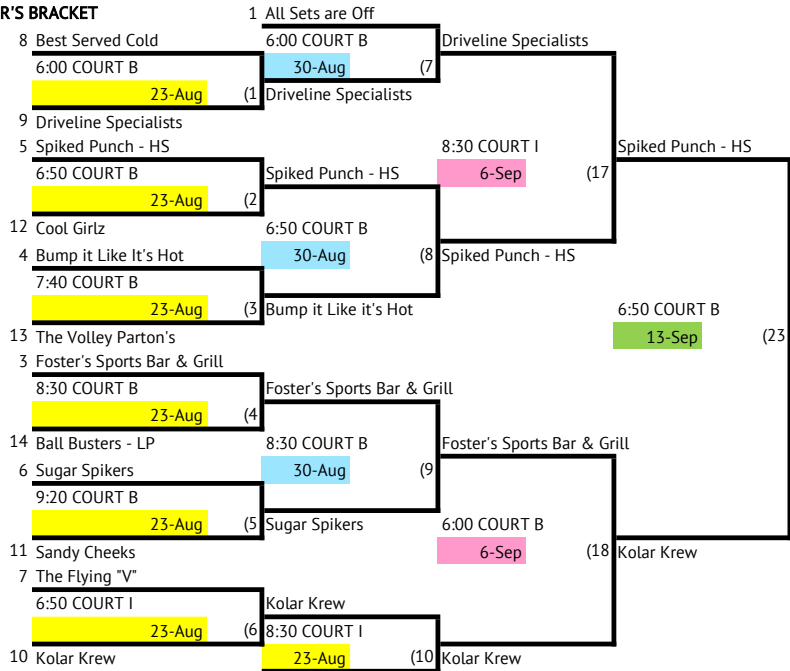 R'S BRACKET
1 All Sets are Off
8 Best Served Cold
6:00 COURT B
Driveline Specialists
6:00 COURT B
30-Aug (7
23-Aug (1
Driveline Specialists
9 Driveline Specialists
5 Spiked Punch - HS
8:30 COURT I
Spiked Punch - HS
6:50 COURT B
Spiked Punch - HS
6-Sep (17
23-Aug (2
12 Cool Girlz
6:50 COURT B
4 Bump it Like It's Hot
30-Aug (8
Spiked Punch - HS
7:40 COURT B
23-Aug (3
Bump it Like it's Hot
6:50 COURT B
13 The Volley Parton's
13-Sep (23
3 Foster's Sports Bar & Grill
8:30 COURT B
Foster's Sports Bar & Grill
23-Aug (4
14 Ball Busters - LP
8:30 COURT B
Foster's Sports Bar & Grill
6 Sugar Spikers
30-Aug (9
9:20 COURT B
23-Aug (5
Sugar Spikers
6:00 COURT B
11 Sandy Cheeks
6-Sep (18
Kolar Krew
7 The Flying "V"
6:50 COURT I
Kolar Krew
23-Aug (6
8:30 COURT I
10 Kolar Krew
23-Aug (10
Kolar Krew